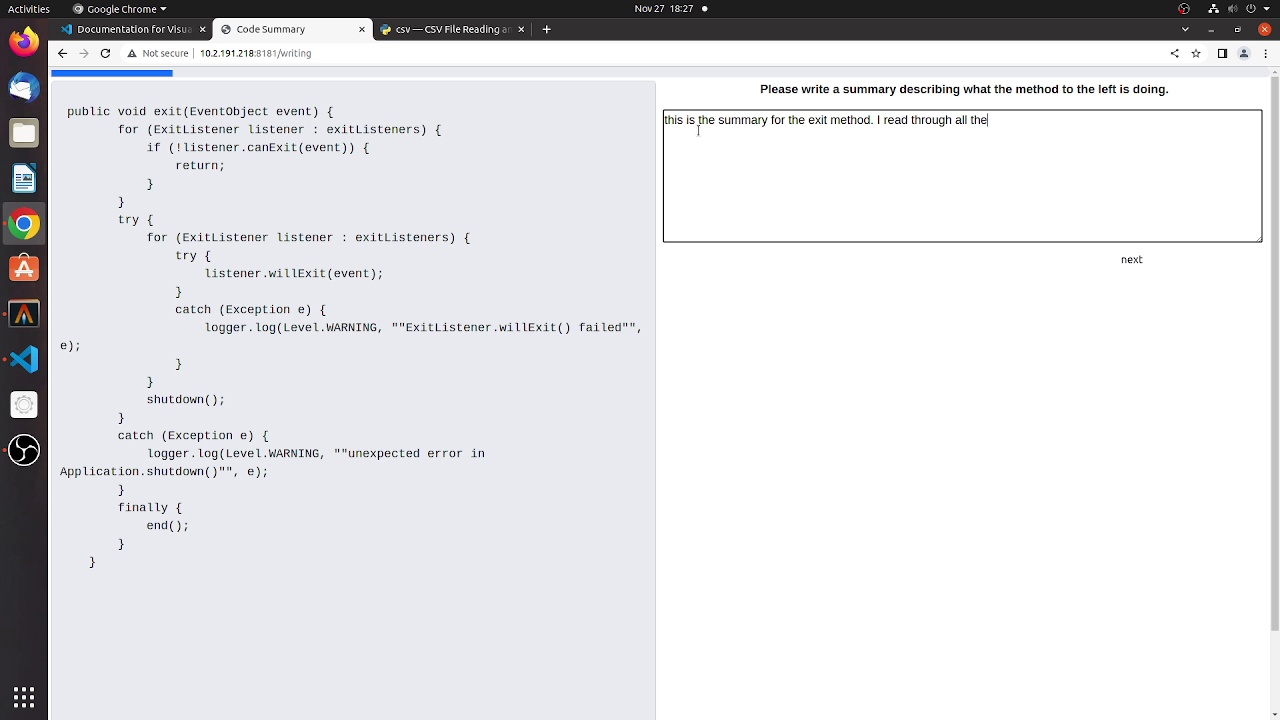 Activities Google Chrome Nov 27 18:27
Documentation for Visua Code Summary csv — CSV File Reading an
Not secure 10.2.191.218:8181/writing
Please write a summary describing what the method to the left is doing.
this is the summary for the exit method. I read through all the
next
public void exit(EventObject event) {
for (ExitListener listener : exitListeners) {
if (!listener.canExit(event)) {
return;
}
}
try {
for (ExitListener listener : exitListeners) {
try {
listener.willExit(event);
}
catch (Exception e) {
logger.log(Level.WARNING, ""ExitListener.willExit() failed"",
e);
}
}
shutdown();
}
catch (Exception e) {
logger.log(Level.WARNING, ""unexpected error in
Application.shutdown()"", e);
}
finally {
end();
}
}